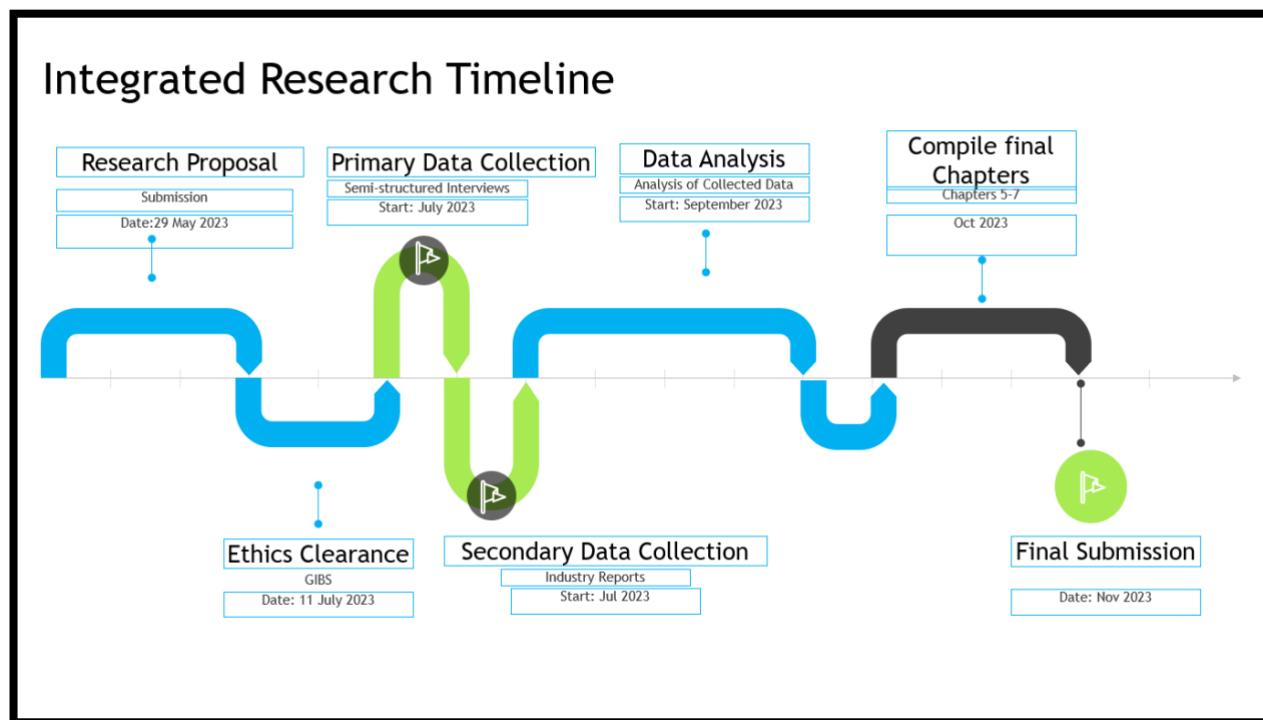 Integrated Research Timeline
Research Proposal
Submission
Date:29 May 2023
Primary Data Collection
Semi-structured Interviews
Start: July 2023
Data Analysis
Analysis of Collected Data
Start: September 2023
Compile final
Chapters
Chapters 5-7
Oct 2023
Ethics Clearance
GIBS
Date: 11 July 2023
Secondary Data Collection
Industry Reports
Start: Jul 2023
Final Submission
Date: Nov 2023